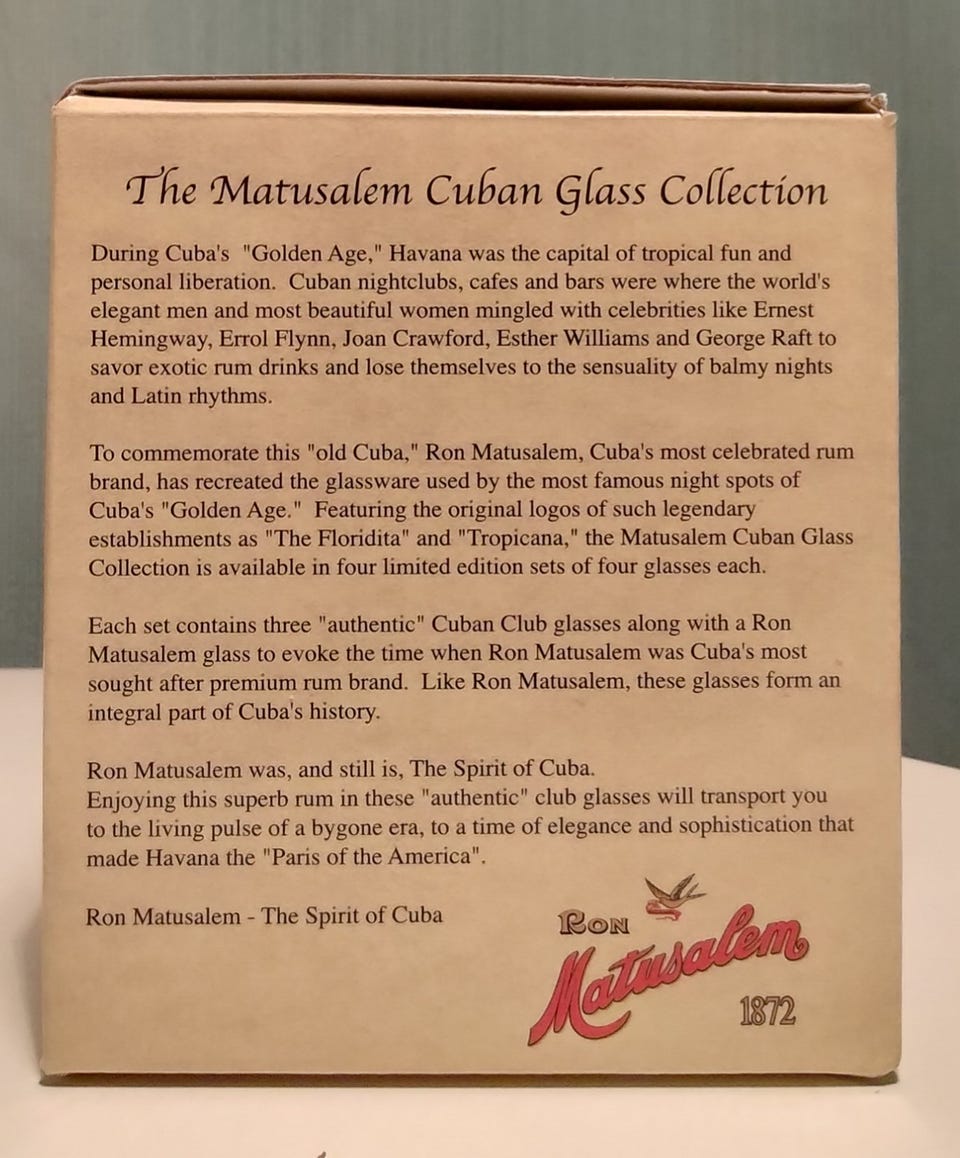 The Matusalem Cuban Glass Collection
During Cuba's  "Golden Age," Havana was the capital of tropical fun and
personal liberation.  Cuban nightclubs, cafes and bars were where the world's
elegant men and most beautiful women mingled with celebrities like Ernest
Hemingway, Errol Flynn, Joan Crawford, Esther Williams and George Raft to
savor exotic rum drinks and lose themselves to the sensuality of balmy nights
and Latin rhythms.
To commemorate this "old Cuba," Ron Matusalem, Cuba's most celebrated rum
brand, has recreated the glassware used by the most famous night spots of
Cuba's "Golden Age."  Featuring the original logos of such legendary
establishments as "The Floridita" and "Tropicana," the Matusalem Cuban Glass
Collection is available in four limited edition sets of four glasses each.
Each set contains three "authentic" Cuban Club glasses along with a Ron
Matusalem glass to evoke the time when Ron Matusalem was Cuba's most
sought after premium rum brand.  Like Ron Matusalem, these glasses form an
integral part of Cuba's history.
Ron Matusalem was, and still is, The Spirit of Cuba.
Enjoying this superb rum in these "authentic" club glasses will transport you
to the living pulse of a bygone era, to a time of elegance and sophistication that
made Havana the "Paris of the America".
Ron Matusalem - The Spirit of Cuba
RON
Matusalem
1872